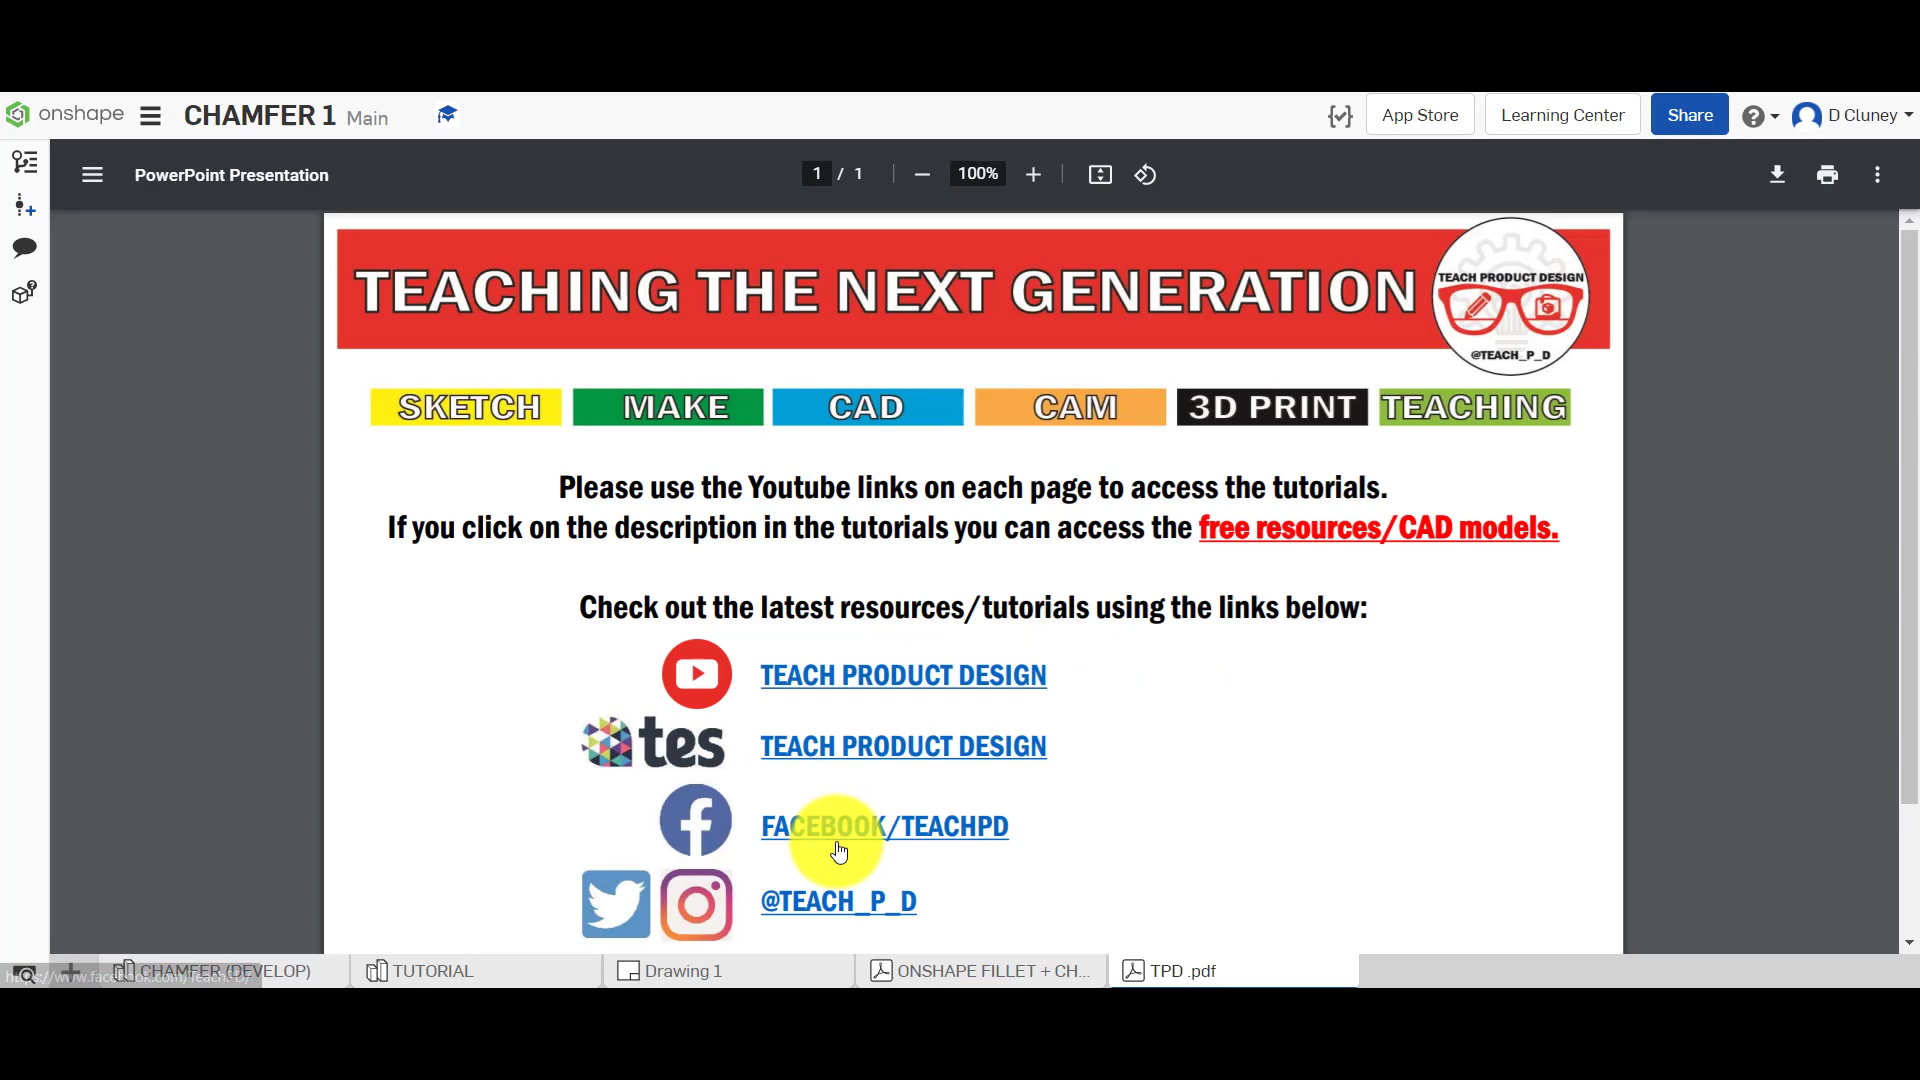 onshape
CHAMFER 1 Main
App Store
Learning Center
Share
D Cluney
PowerPoint Presentation
1 / 1
100%
TEACHING THE NEXT GENERATION
TEACH PRODUCT DESIGN
@TEACH_P_D
SKETCH
MAKE
CAD
CAM
3D PRINT
TEACHING
Please use the Youtube links on each page to access the tutorials.
If you click on the description in the tutorials you can access the free resources/CAD models.
Check out the latest resources/tutorials using the links below:
TEACH PRODUCT DESIGN
tes
TEACH PRODUCT DESIGN
FACEBOOK/TEACHPD
@TEACH_P_D
CHAMFER (DEVELOP)
TUTORIAL
Drawing 1
ONSHAPE FILLET + CH...
TPD .pdf